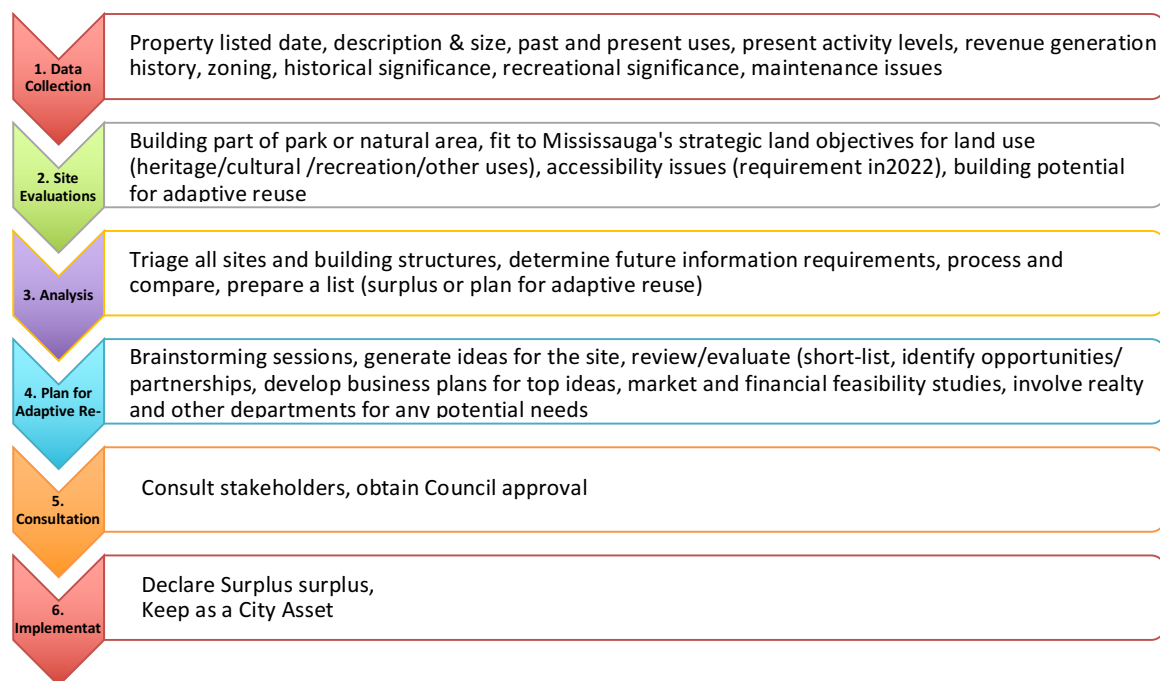 1. Data
Collection
Property listed date, description & size, past and present uses, present activity levels, revenue generation
history, zoning, historical significance, recreational significance, maintenance issues
2. Site
Evaluations
Building part of park or natural area, fit to Mississauga's strategic land objectives for land use
(heritage/cultural /recreation/other uses), accessibility issues (requirement in2022), building potential
for adaptive reuse
3. Analysis
Triage all sites and building structures, determine future information requirements, process and
compare, prepare a list (surplus or plan for adaptive reuse)
4. Plan for
Adaptive Re-
Brainstorming sessions, generate ideas for the site, review/evaluate (short-list, identify opportunities/
partnerships, develop business plans for top ideas, market and financial feasibility studies, involve realty
and other departments for any potential needs
5.
Consultation
Consult stakeholders, obtain Council approval
6.
Implementat
Declare Surplus surplus,
Keep as a City Asset